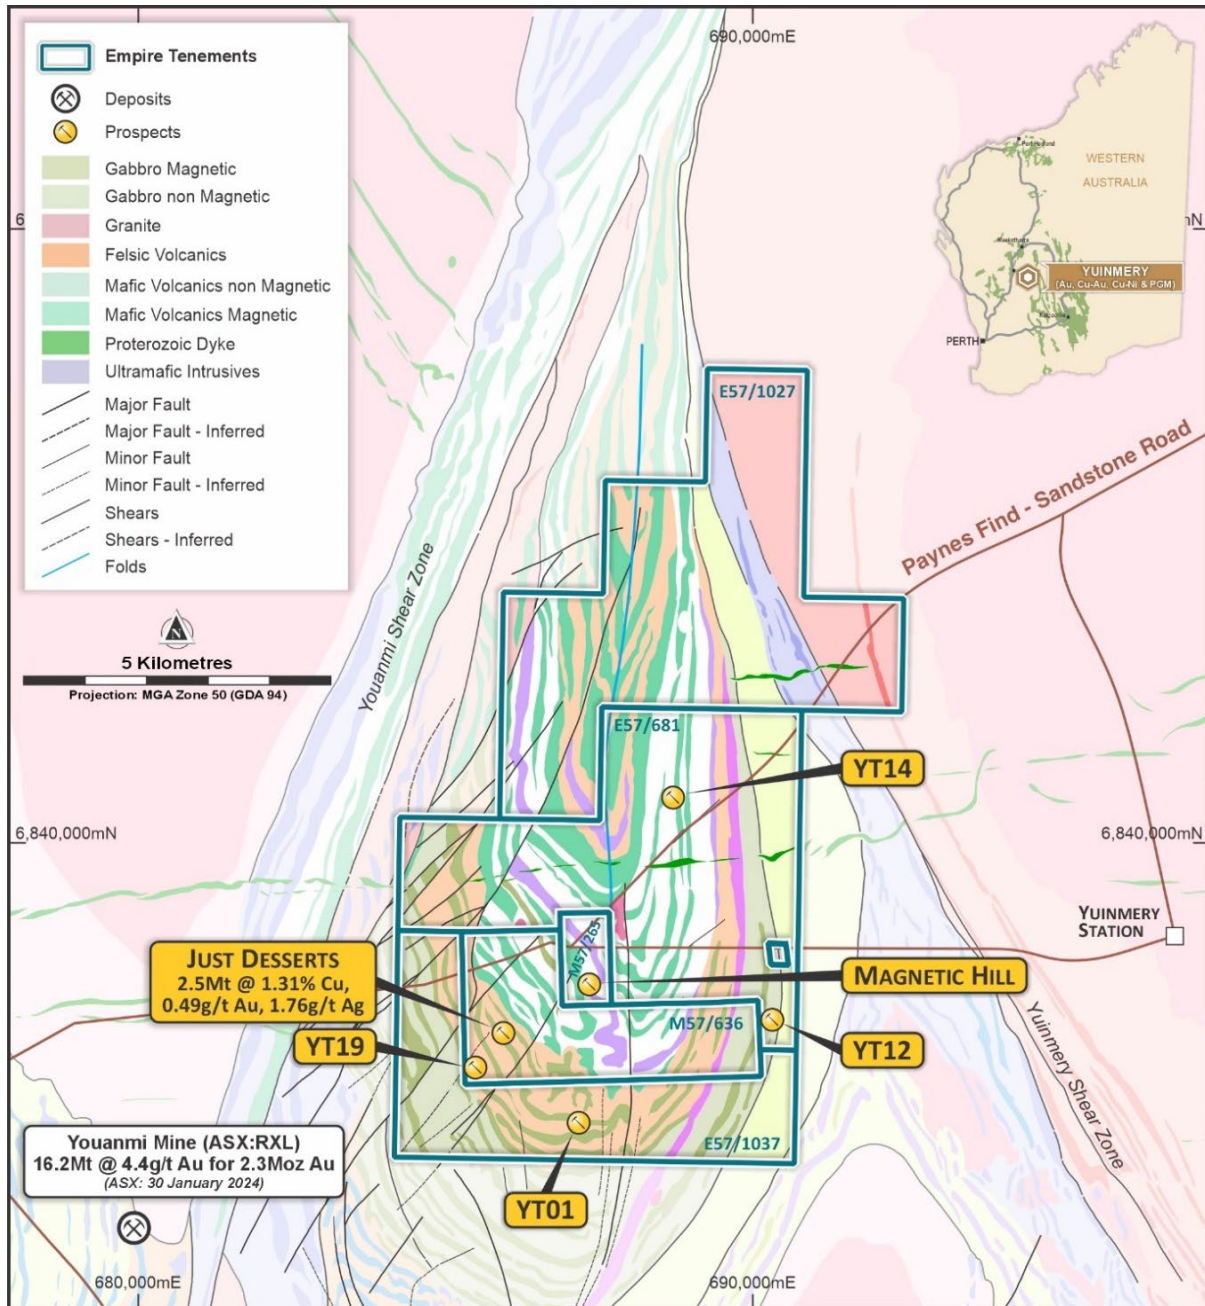 690,000mE
Empire Tenements
Deposits
Prospects
Gabbro Magnetic
Gabbro non Magnetic
Granite
Felsic Volcanics
Mafic Volcanics non Magnetic
Mafic Volcanics Magnetic
Proterozoic Dyke
Ultramafic Intrusives
Major Fault
Major Fault - Inferred
Minor Fault
Minor Fault - Inferred
Shears
Shears - Inferred
Folds
N
5 Kilometres
Projection: MGA Zone 50 (GDA 94)
WESTERN
AUSTRALIA
YUINMERY
(Au, Cu-Au, Cu-Ni & PGM)
PERTH
6
mN
E57/1027
Paynes Find - Sandstone Road
Youanmi Shear Zone
E57/681
YT14
6,840,000mN
6,840,000mN
YUINMERY
STATION
M57/265
JUST DESSERTS
2.5Mt @ 1.31% Cu,
0.49g/t Au, 1.76g/t Ag
MAGNETIC HILL
M57/636
YT19
YT12
Yuinmery Shear Zone
E57/1037
Youanmi Mine (ASX:RXL)
16.2Mt @ 4.4g/t Au for 2.3Moz Au
(ASX: 30 January 2024)
YT01
680,000mE
690,000mE